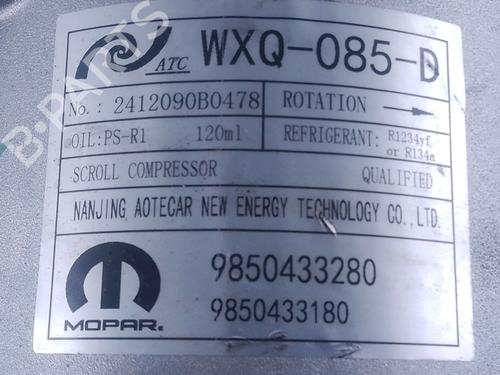 ATC WXQ-085-D
No.: 2412090B0478 ROTATION
OIL:PS-R1 120ml REFRIGERANT: R1234yf or R134a
SCROLL COMPRESSOR QUALIFIED
NANJING AOTECAR NEW ENERGY TECHNOLOGY CO.,LTD.
9850433280
MOPAR. 9850433180
B-PARTS